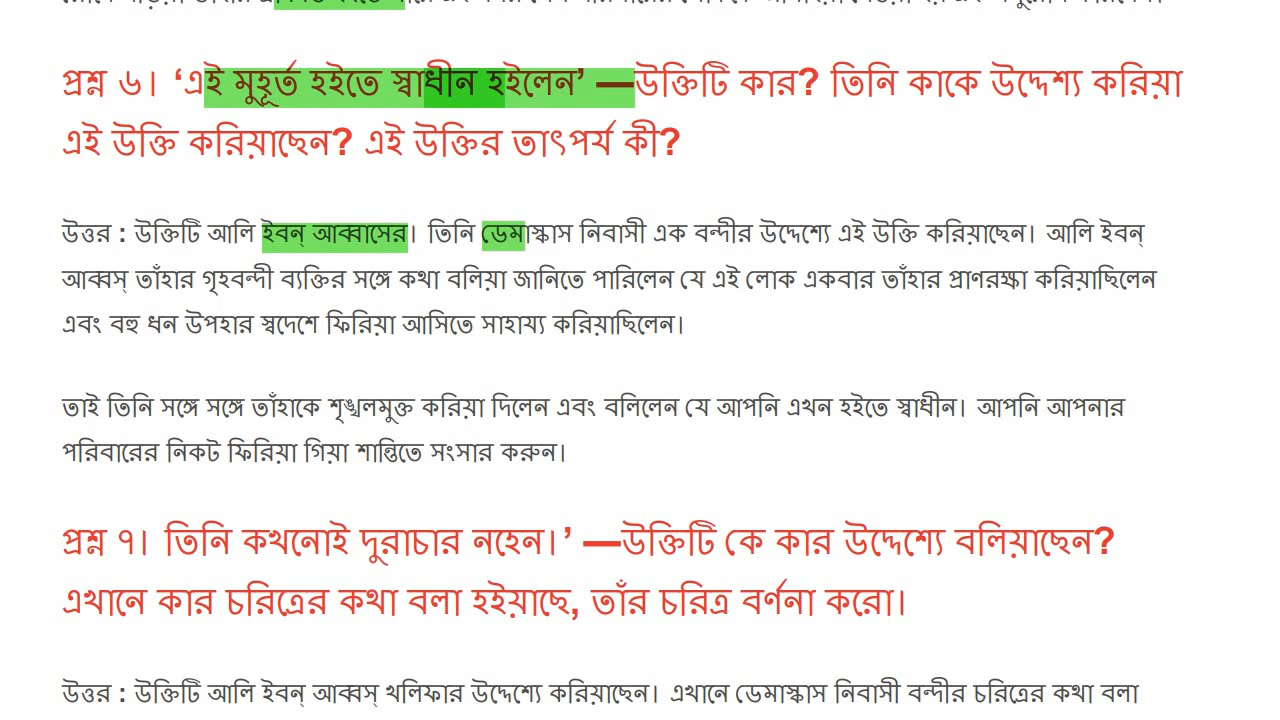 প্রশ্ন ৬। ‘এই মুহূর্ত হইতে স্বাধীন হইলেন’ —উক্তিটি কার? তিনি কাকে উদ্দেশ্য করিয়া
এই উক্তি করিয়াছেন? এই উক্তির তাৎপর্য কী?
উত্তর : উক্তিটি আলি ইবন্ আব্বাসের। তিনি ডেমাস্কাস নিবাসী এক বন্দীর উদ্দেশ্যে এই উক্তি করিয়াছেন। আলি ইবন্
আব্বস্ তাঁহার গৃহবন্দী ব্যক্তির সঙ্গে কথা বলিয়া জানিতে পারিলেন যে এই লোক একবার তাঁহার প্রাণরক্ষা করিয়াছিলেন
এবং বহু ধন উপহার স্বদেশে ফিরিয়া আসিতে সাহায্য করিয়াছিলেন।
তাই তিনি সঙ্গে সঙ্গে তাঁহাকে শৃঙ্খলমুক্ত করিয়া দিলেন এবং বলিলেন যে আপনি এখন হইতে স্বাধীন। আপনি আপনার
পরিবারের নিকট ফিরিয়া গিয়া শান্তিতে সংসার করুন।
প্রশ্ন ৭। তিনি কখনোই দুরাচার নহেন।’ —উক্তিটি কে কার উদ্দেশ্যে বলিয়াছেন?
এখানে কার চরিত্রের কথা বলা হইয়াছে, তাঁর চরিত্র বর্ণনা করো।
উত্তর : উক্তিটি আলি ইবন্ আব্বস্ খলিফার উদ্দেশ্যে করিয়াছেন। এখানে ডেমাস্কাস নিবাসী বন্দীর চরিত্রের কথা বলা